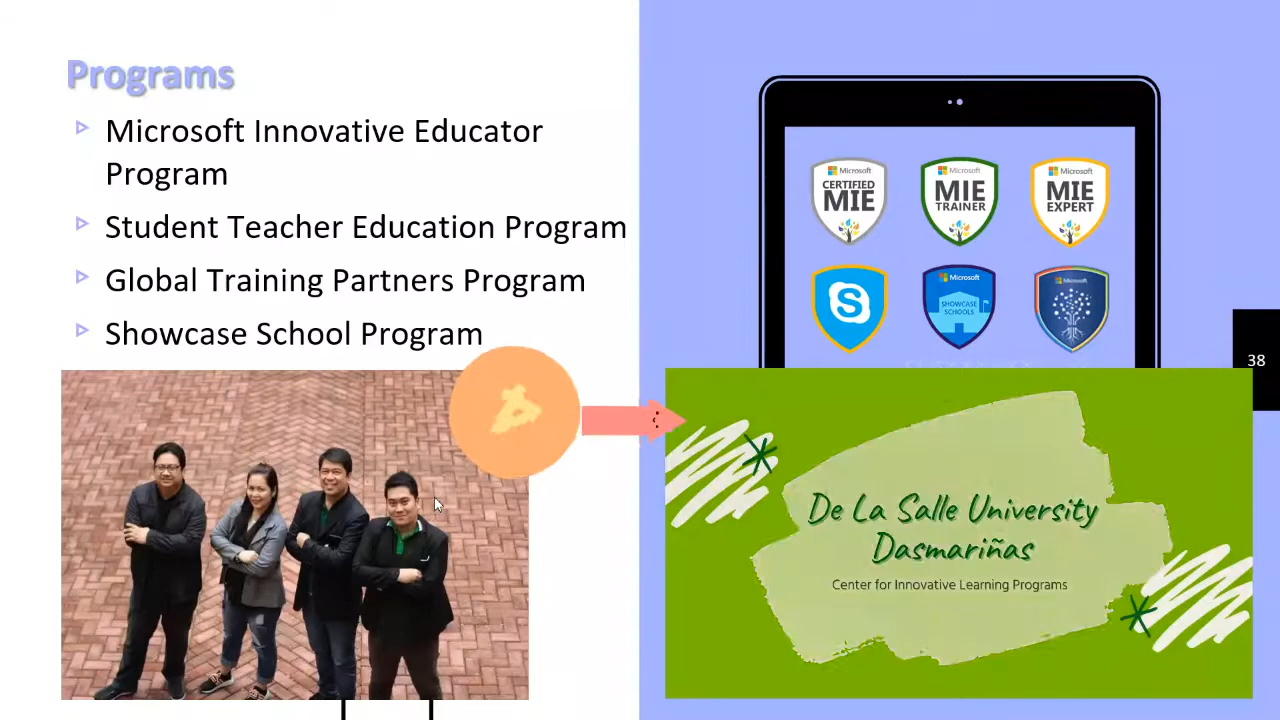 Programs
Microsoft Innovative Educator
Program
Student Teacher Education Program
Global Training Partners Program
Showcase School Program
Microsoft
CERTIFIED
MIE
Microsoft
MIE
TRAINER
Microsoft
MIE
EXPERT
S
Microsoft
SHOWCASE
SCHOOLS
Microsoft
38
De La Salle University
Dasmariñas
Center for Innovative Learning Programs